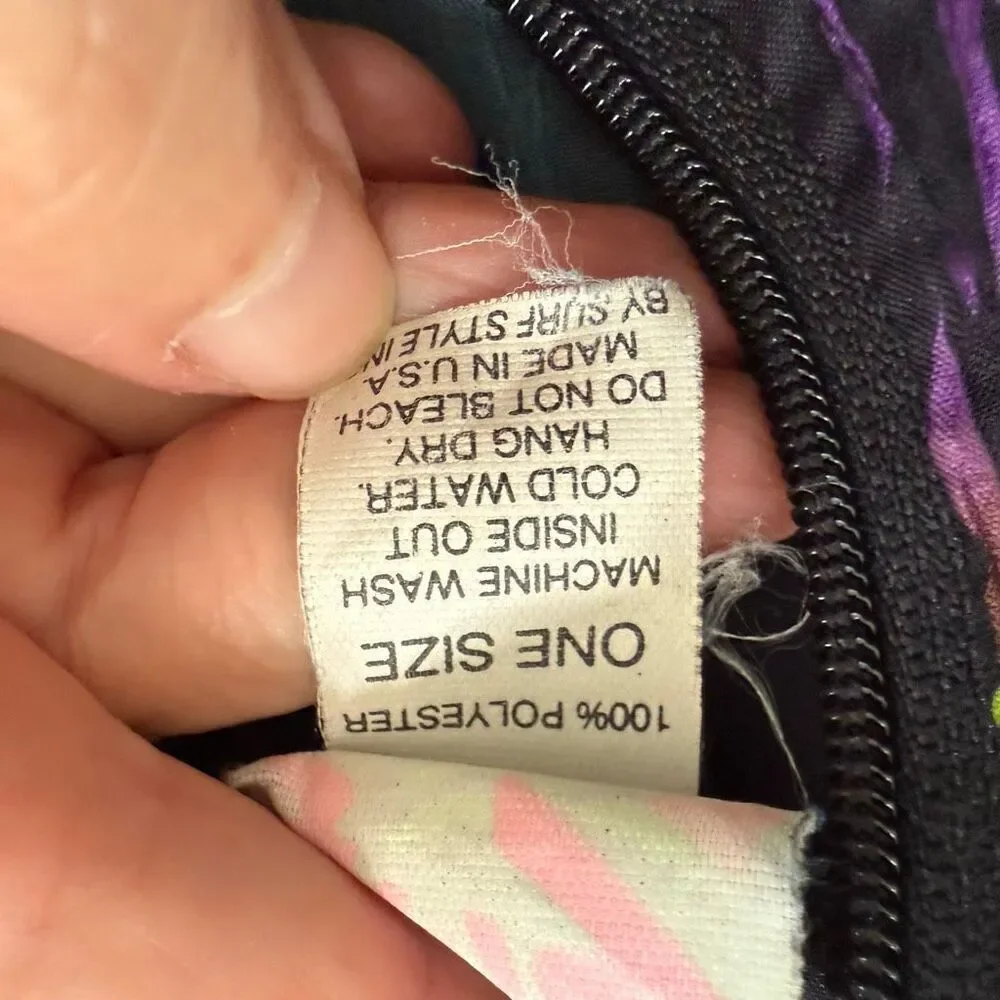 100% POLYESTER
ONE SIZE
MACHINE WASH
INSIDE OUT
COLD WATER.
HANG DRY.
DO NOT BLEACH.
MADE IN U.S.A
BY SURF STYLE IN